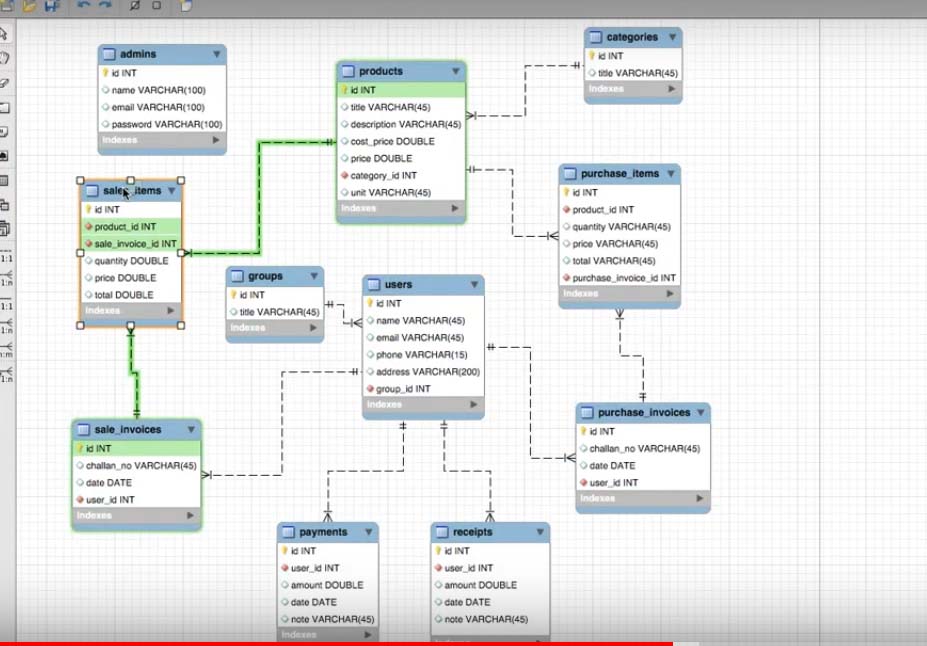 admins
id INT
name VARCHAR(100)
email VARCHAR(100)
password VARCHAR(100)
Indexes
products
id INT
title VARCHAR(45)
description VARCHAR(45)
cost_price DOUBLE
price DOUBLE
category_id INT
unit VARCHAR(45)
Indexes
categories
id INT
title VARCHAR(45)
Indexes
sales_items
id INT
product_id INT
sale_invoice_id INT
quantity DOUBLE
price DOUBLE
total DOUBLE
Indexes
purchase_items
id INT
product_id INT
quantity VARCHAR(45)
price VARCHAR(45)
total VARCHAR(45)
purchase_invoice_id INT
Indexes
groups
id INT
title VARCHAR(45)
Indexes
users
id INT
name VARCHAR(45)
email VARCHAR(45)
phone VARCHAR(15)
address VARCHAR(200)
group_id INT
Indexes
sale_invoices
id INT
challan_no VARCHAR(45)
date DATE
user_id INT
Indexes
purchase_invoices
id INT
challan_no VARCHAR(45)
date DATE
user_id INT
Indexes
payments
id INT
user_id INT
amount DOUBLE
date DATE
note VARCHAR(45)
Indexes
receipts
id INT
user_id INT
amount DOUBLE
date DATE
note VARCHAR(45)
1:1
1:n
1:1
1:n
n:m
1:n